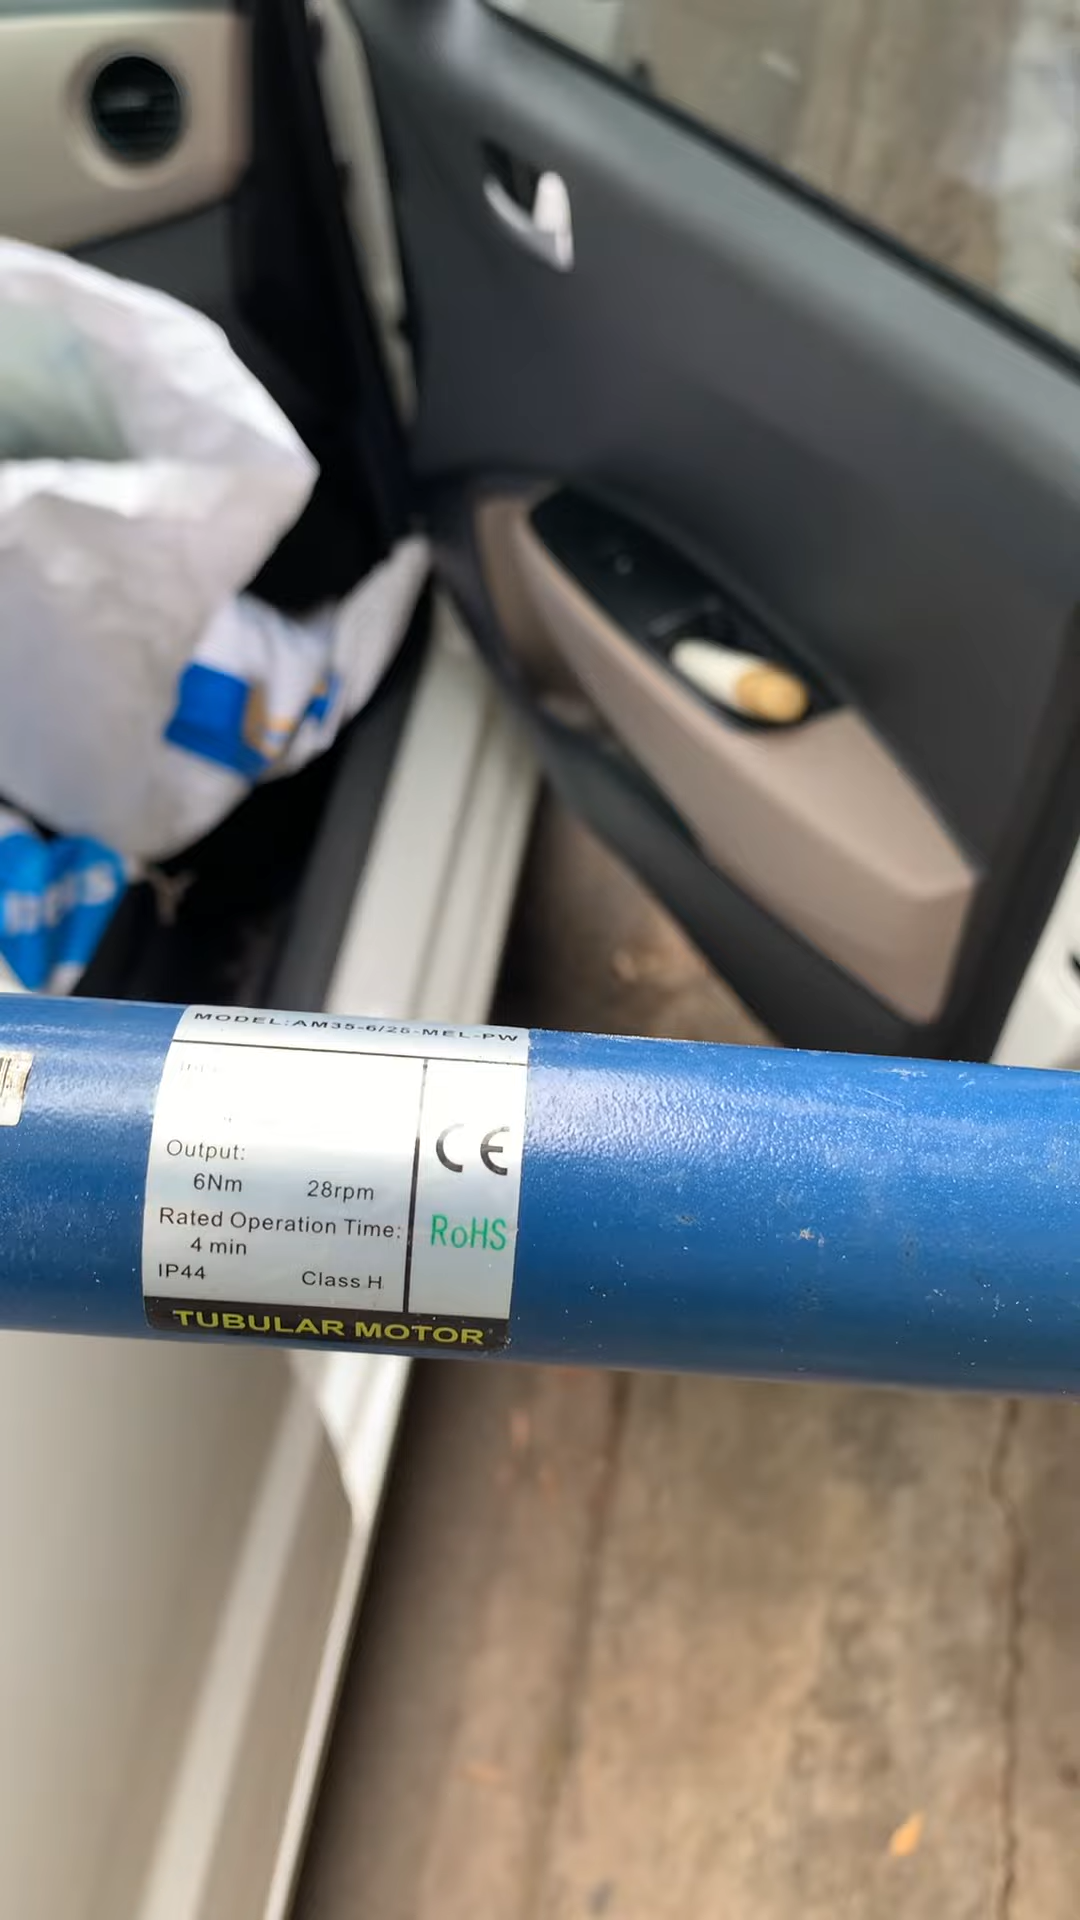 MODEL:AM35-6/28-MEL-PW
Output:
6Nm 28rpm
Rated Operation Time:
4 min
IP44 Class H
CE
RoHS
TUBULAR MOTOR